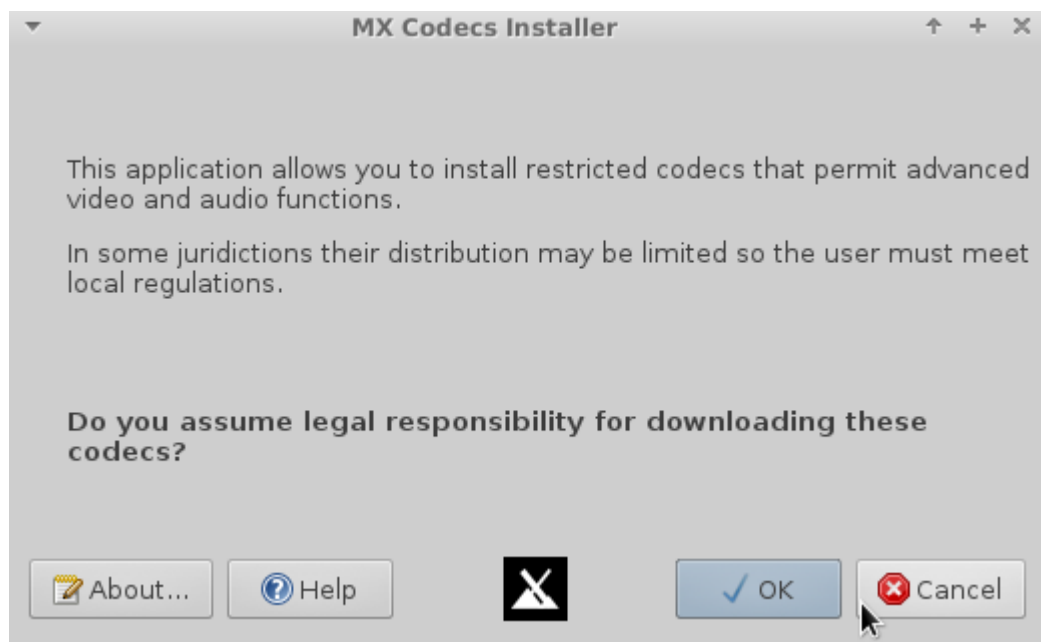 MX Codecs Installer
This application allows you to install restricted codecs that permit advanced
video and audio functions.
In some juridictions their distribution may be limited so the user must meet
local regulations.
Do you assume legal responsibility for downloading these
codecs?
About... Help OK Cancel